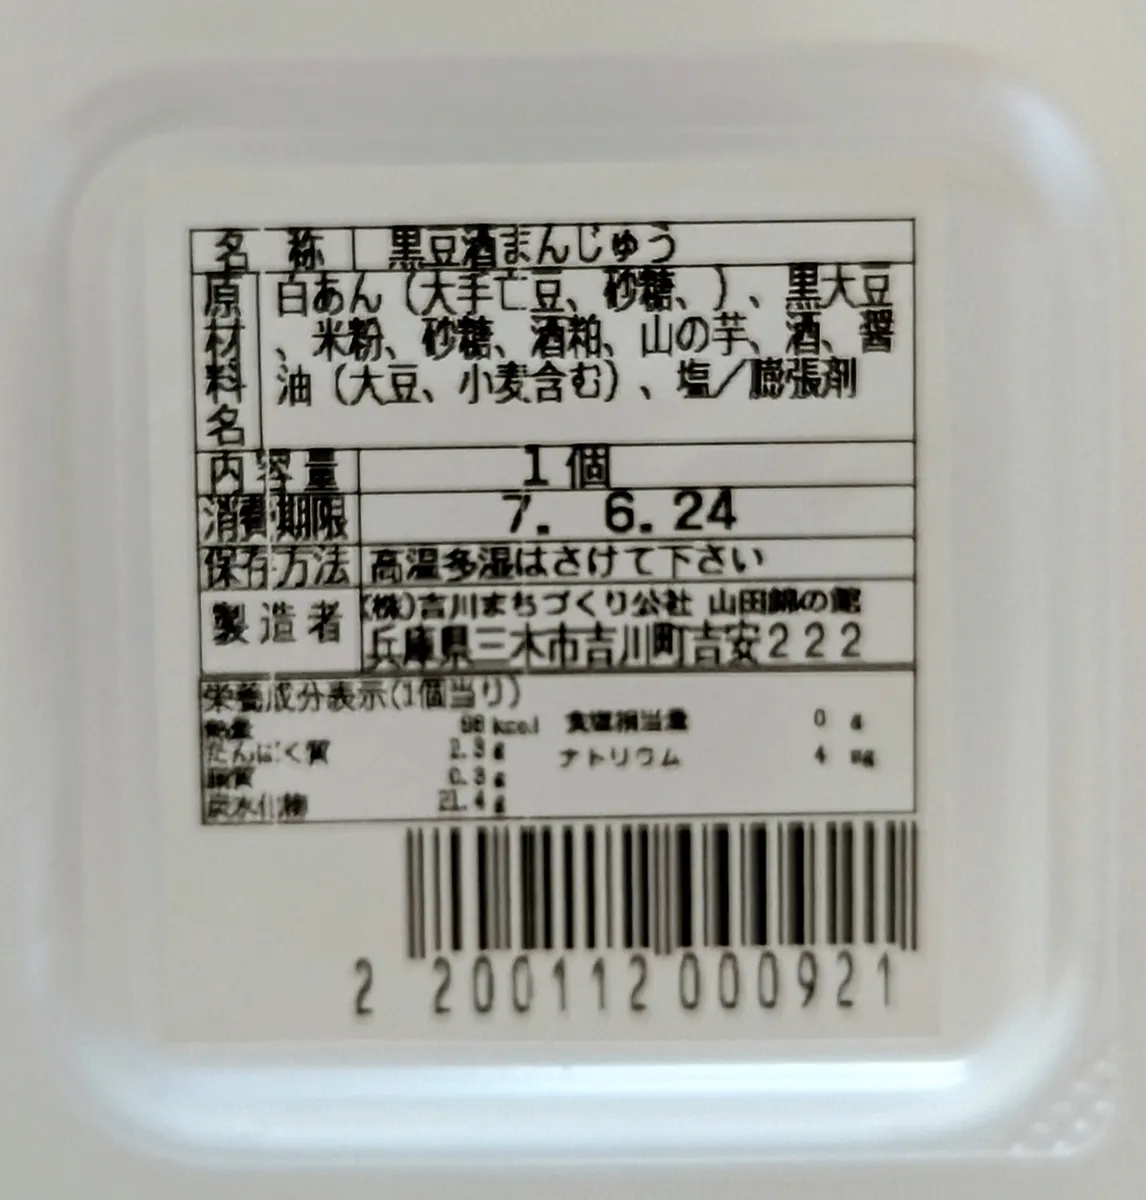 名称 黒豆酒まんじゅう
原材料名 白あん（大手亡豆、砂糖、）、黒大豆
、米粉、砂糖、酒粕、山の芋、酒、醤
油（大豆、小麦含む）、塩／膨張剤
内容量 1個
消費期限 7. 6.24
保存方法 高温多湿はさけて下さい
製造者 (株)吉川まちづくり公社 山田錦の館
兵庫県三木市吉川町吉安２２２
栄養成分表示(1個当り)
熱量 kcal 食塩相当量 0 g
たんぱく質 2.3g ナトリウム 4 mg
脂質 0.3g
炭水化物 21.4g
2 200112 000921